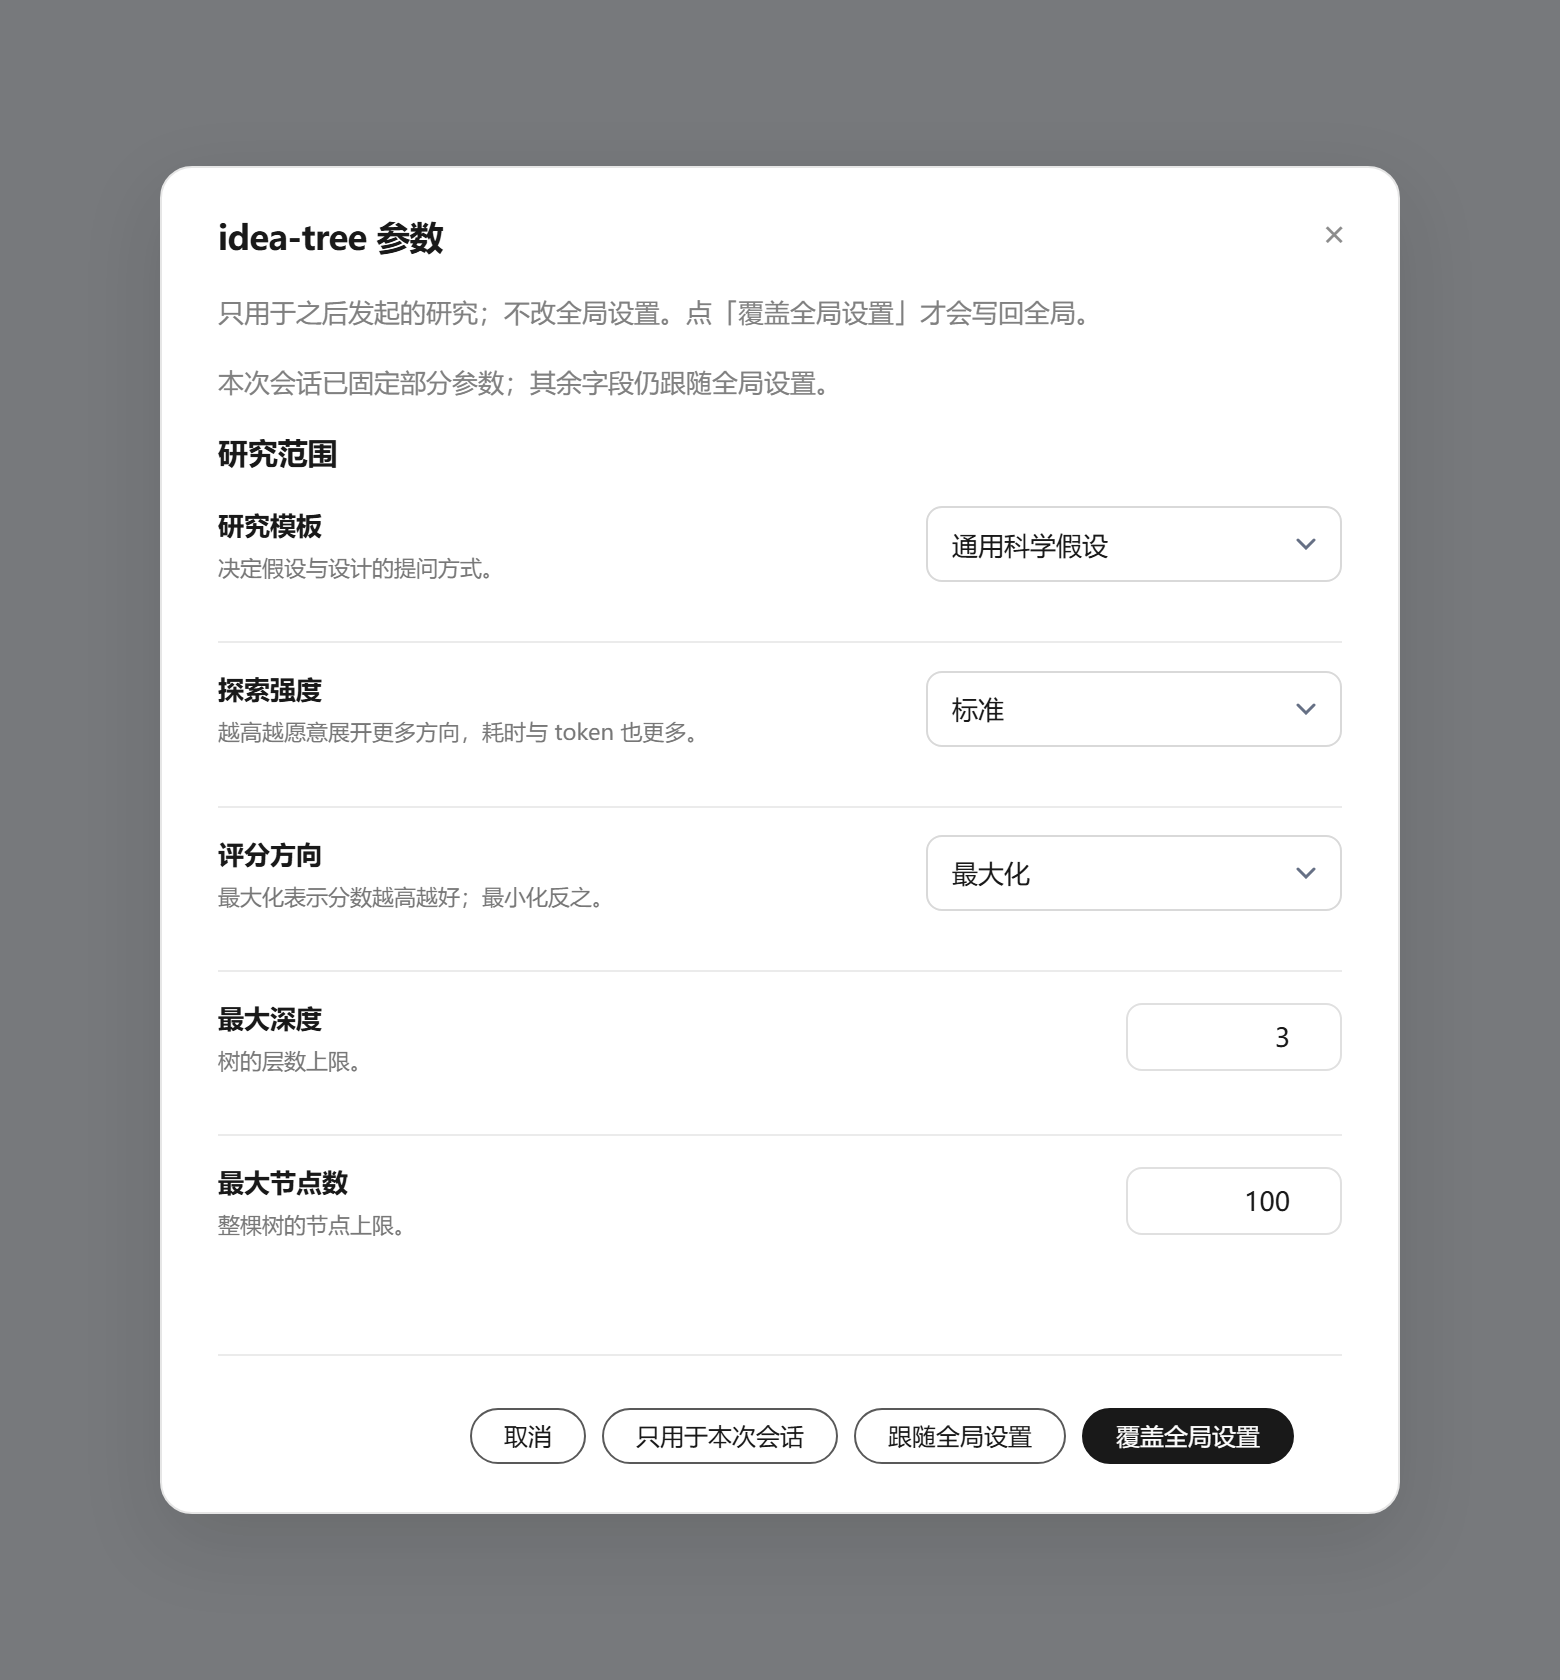 idea-tree 参数
只用于之后发起的研究；不改全局设置。点「覆盖全局设置」才会写回全局。
本次会话已固定部分参数；其余字段仍跟随全局设置。
研究范围
研究模板
通用科学假设
决定假设与设计的提问方式。
探索强度
标准
越高越愿意展开更多方向，耗时与 token 也更多。
评分方向
最大化
最大化表示分数越高越好；最小化反之。
最大深度
3
树的层数上限。
最大节点数
100
整棵树的节点上限。
取消 只用于本次会话 跟随全局设置 覆盖全局设置